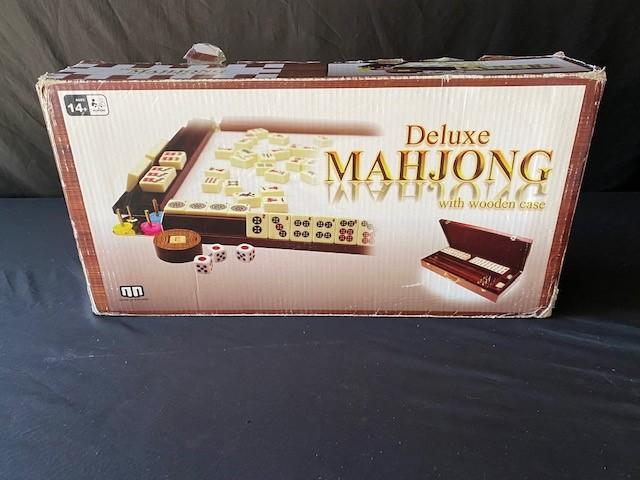 AGES
14+
Deluxe
MAHJONG
with wooden case